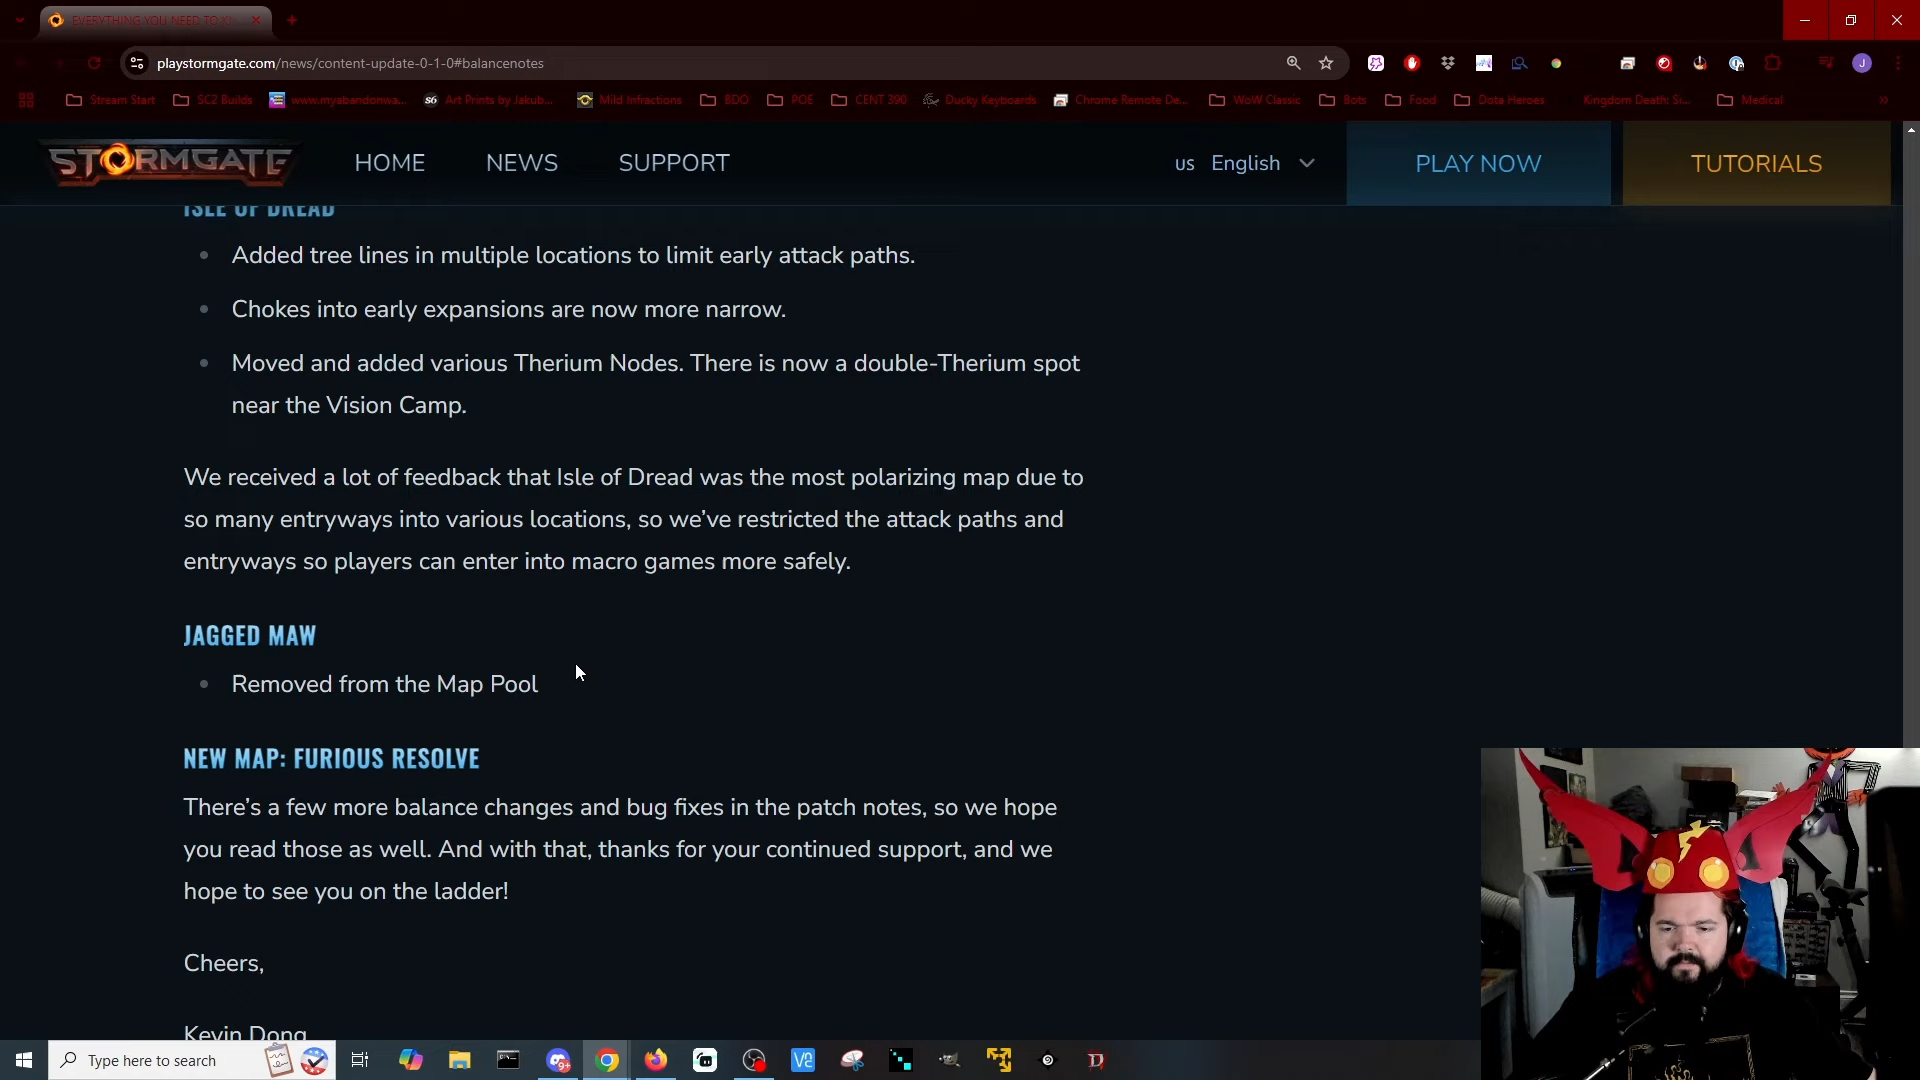 EVERYTHING YOU NEED TO K
playstormgate.com/news/content-update-0-1-0#balancenotes
Stream Start
SC2 Builds
www.myabandonwa...
Art Prints by Jakub...
Mild Infractions
BDO
POE
CENT 390
Ducky Keyboards
Chrome Remote De...
WoW Classic
Bots
Food
Dota Heroes
Kingdom Death: Si...
Medical
STORMGATE
HOME
NEWS
SUPPORT
us English
PLAY NOW
TUTORIALS
ISLE OF DREAD
Added tree lines in multiple locations to limit early attack paths.
Chokes into early expansions are now more narrow.
Moved and added various Therium Nodes. There is now a double-Therium spot
near the Vision Camp.
We received a lot of feedback that Isle of Dread was the most polarizing map due to
so many entryways into various locations, so we’ve restricted the attack paths and
entryways so players can enter into macro games more safely.
JAGGED MAW
Removed from the Map Pool
NEW MAP: FURIOUS RESOLVE
There’s a few more balance changes and bug fixes in the patch notes, so we hope
you read those as well. And with that, thanks for your continued support, and we
hope to see you on the ladder!
Cheers,
Kevin Dong
Type here to search